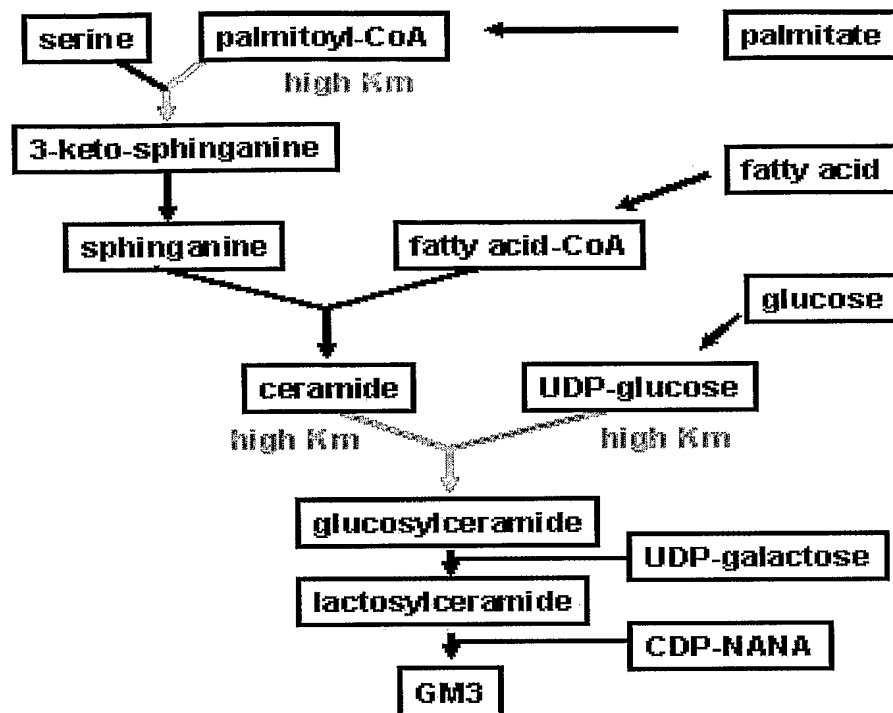 serine
palmitoyl-CoA
palmitate
high Km
3-keto-sphinganine
fatty acid
sphinganine
fatty acid-CoA
glucose
ceramide
UDP-glucose
high Km
high Km
glucosylceramide
UDP-galactose
lactosylceramide
CDP-NANA
GM3